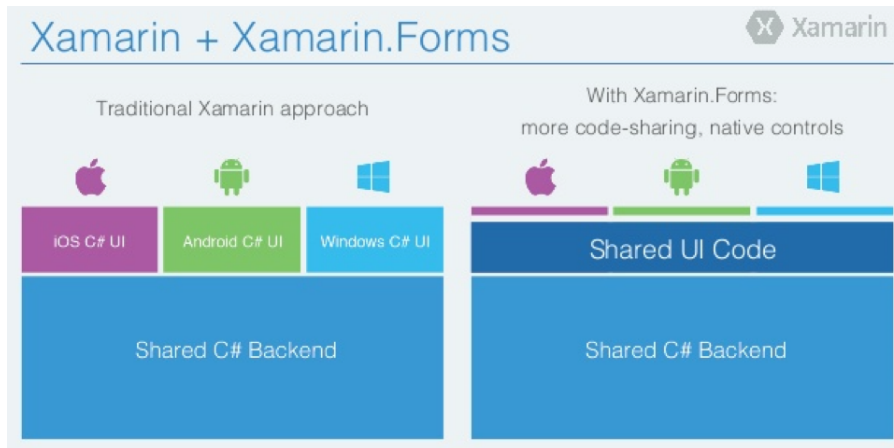 Xamarin + Xamarin.Forms
Xamarin
Traditional Xamarin approach
iOS C# UI
Android C# UI
Windows C# UI
Shared C# Backend
With Xamarin.Forms:
more code-sharing, native controls
Shared UI Code
Shared C# Backend